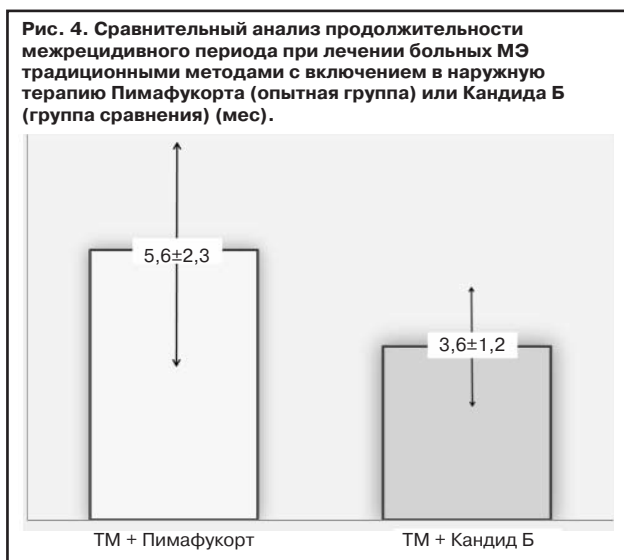 Рис. 4. Сравнительный анализ продолжительности
межрецидивного периода при лечении больных МЭ
традиционными методами с включением в наружную
терапию Пимафукорта (опытная группа) или Кандида Б
(группа сравнения) (мес).
5,6±2,3
3,6±1,2
ТМ + Пимафукорт
ТМ + Кандид Б